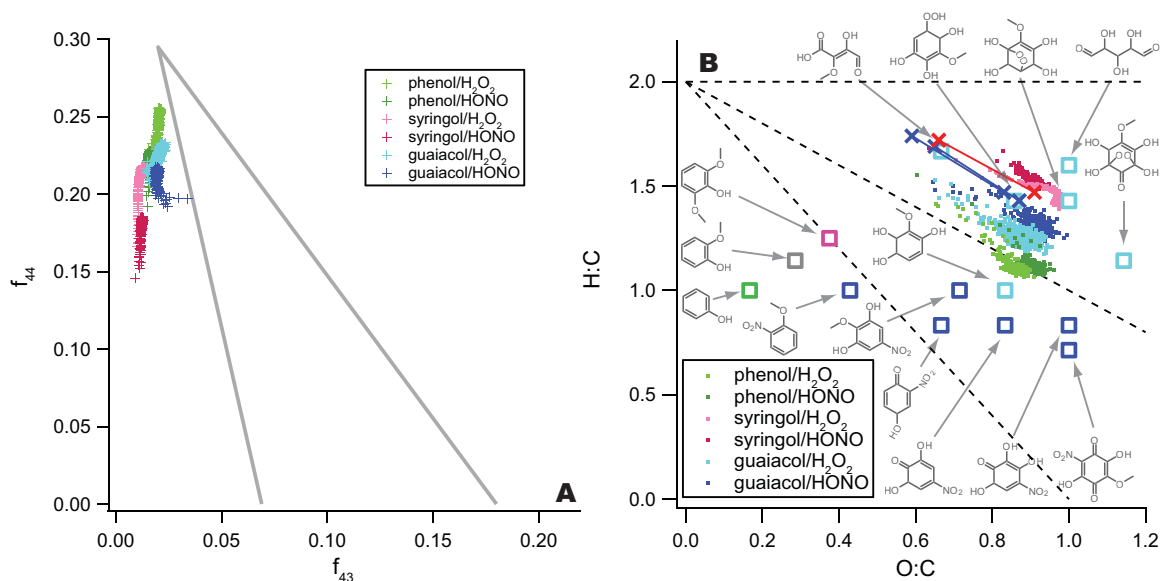 0.30
0.25
0.20
0.15
0.10
0.05
0.00
f44
0.00
0.05
0.10
0.15
0.20
f43
phenol/H2O2
phenol/HONO
syringol/H2O2
syringol/HONO
guaiacol/H2O2
guaiacol/HONO
A
B
2.0
1.5
1.0
0.5
0.0
H:C
0.0
0.2
0.4
0.6
0.8
1.0
1.2
O:C
phenol/H2O2
phenol/HONO
syringol/H2O2
syringol/HONO
guaiacol/H2O2
guaiacol/HONO